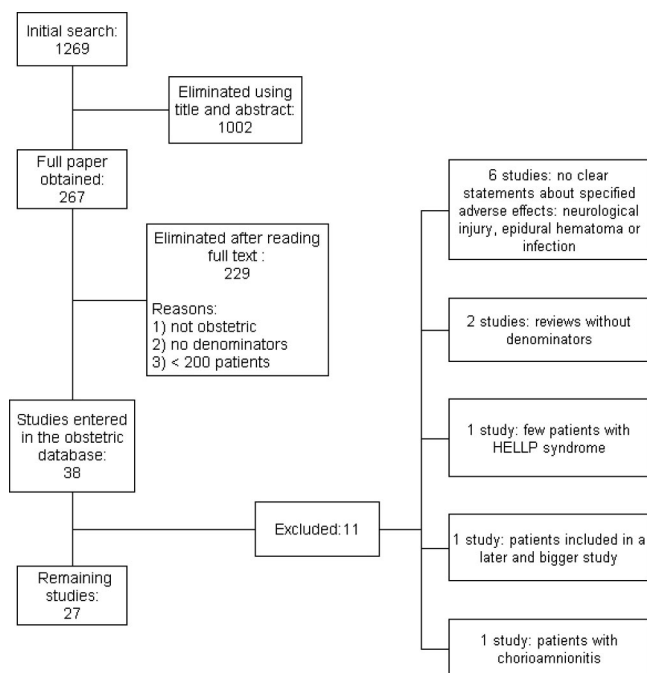 Initial search:
1269
Eliminated using
title and abstract:
1002
Full paper
obtained:
267
Eliminated after reading
full text :
229
Reasons:
1) not obstetric
2) no denominators
3) < 200 patients
Studies entered
in the obstetric
database:
38
Excluded:11
6 studies: no clear
statements about specified
adverse effects: neurological
injury, epidural hematoma or
infection
2 studies: reviews without
denominators
1 study: few patients with
HELLP syndrome
1 study: patients included in a
later and bigger study
1 study: patients with
chorioamnionitis
Remaining
studies:
27